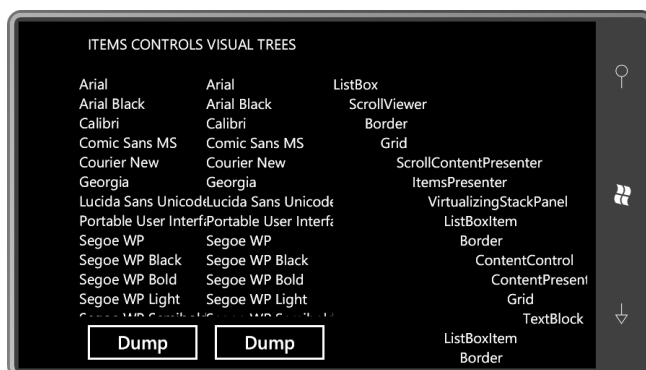 ITEMS CONTROLS VISUAL TREES
Arial
Arial Black
Calibri
Comic Sans MS
Courier New
Georgia
Lucida Sans Unicod
Portable User Interf
Segoe WP
Segoe WP Black
Segoe WP Bold
Segoe WP Light
Dump
Arial
Arial Black
Calibri
Comic Sans MS
Courier New
Georgia
Lucida Sans Unicode
Portable User Interfa
Segoe WP
Segoe WP Black
Segoe WP Bold
Segoe WP Light
Dump
ListBox
ScrollViewer
Border
Grid
ScrollContentPresenter
ItemsPresenter
VirtualizingStackPanel
ListBoxItem
Border
ContentControl
ContentPresent
Grid
TextBlock
ListBoxItem
Border